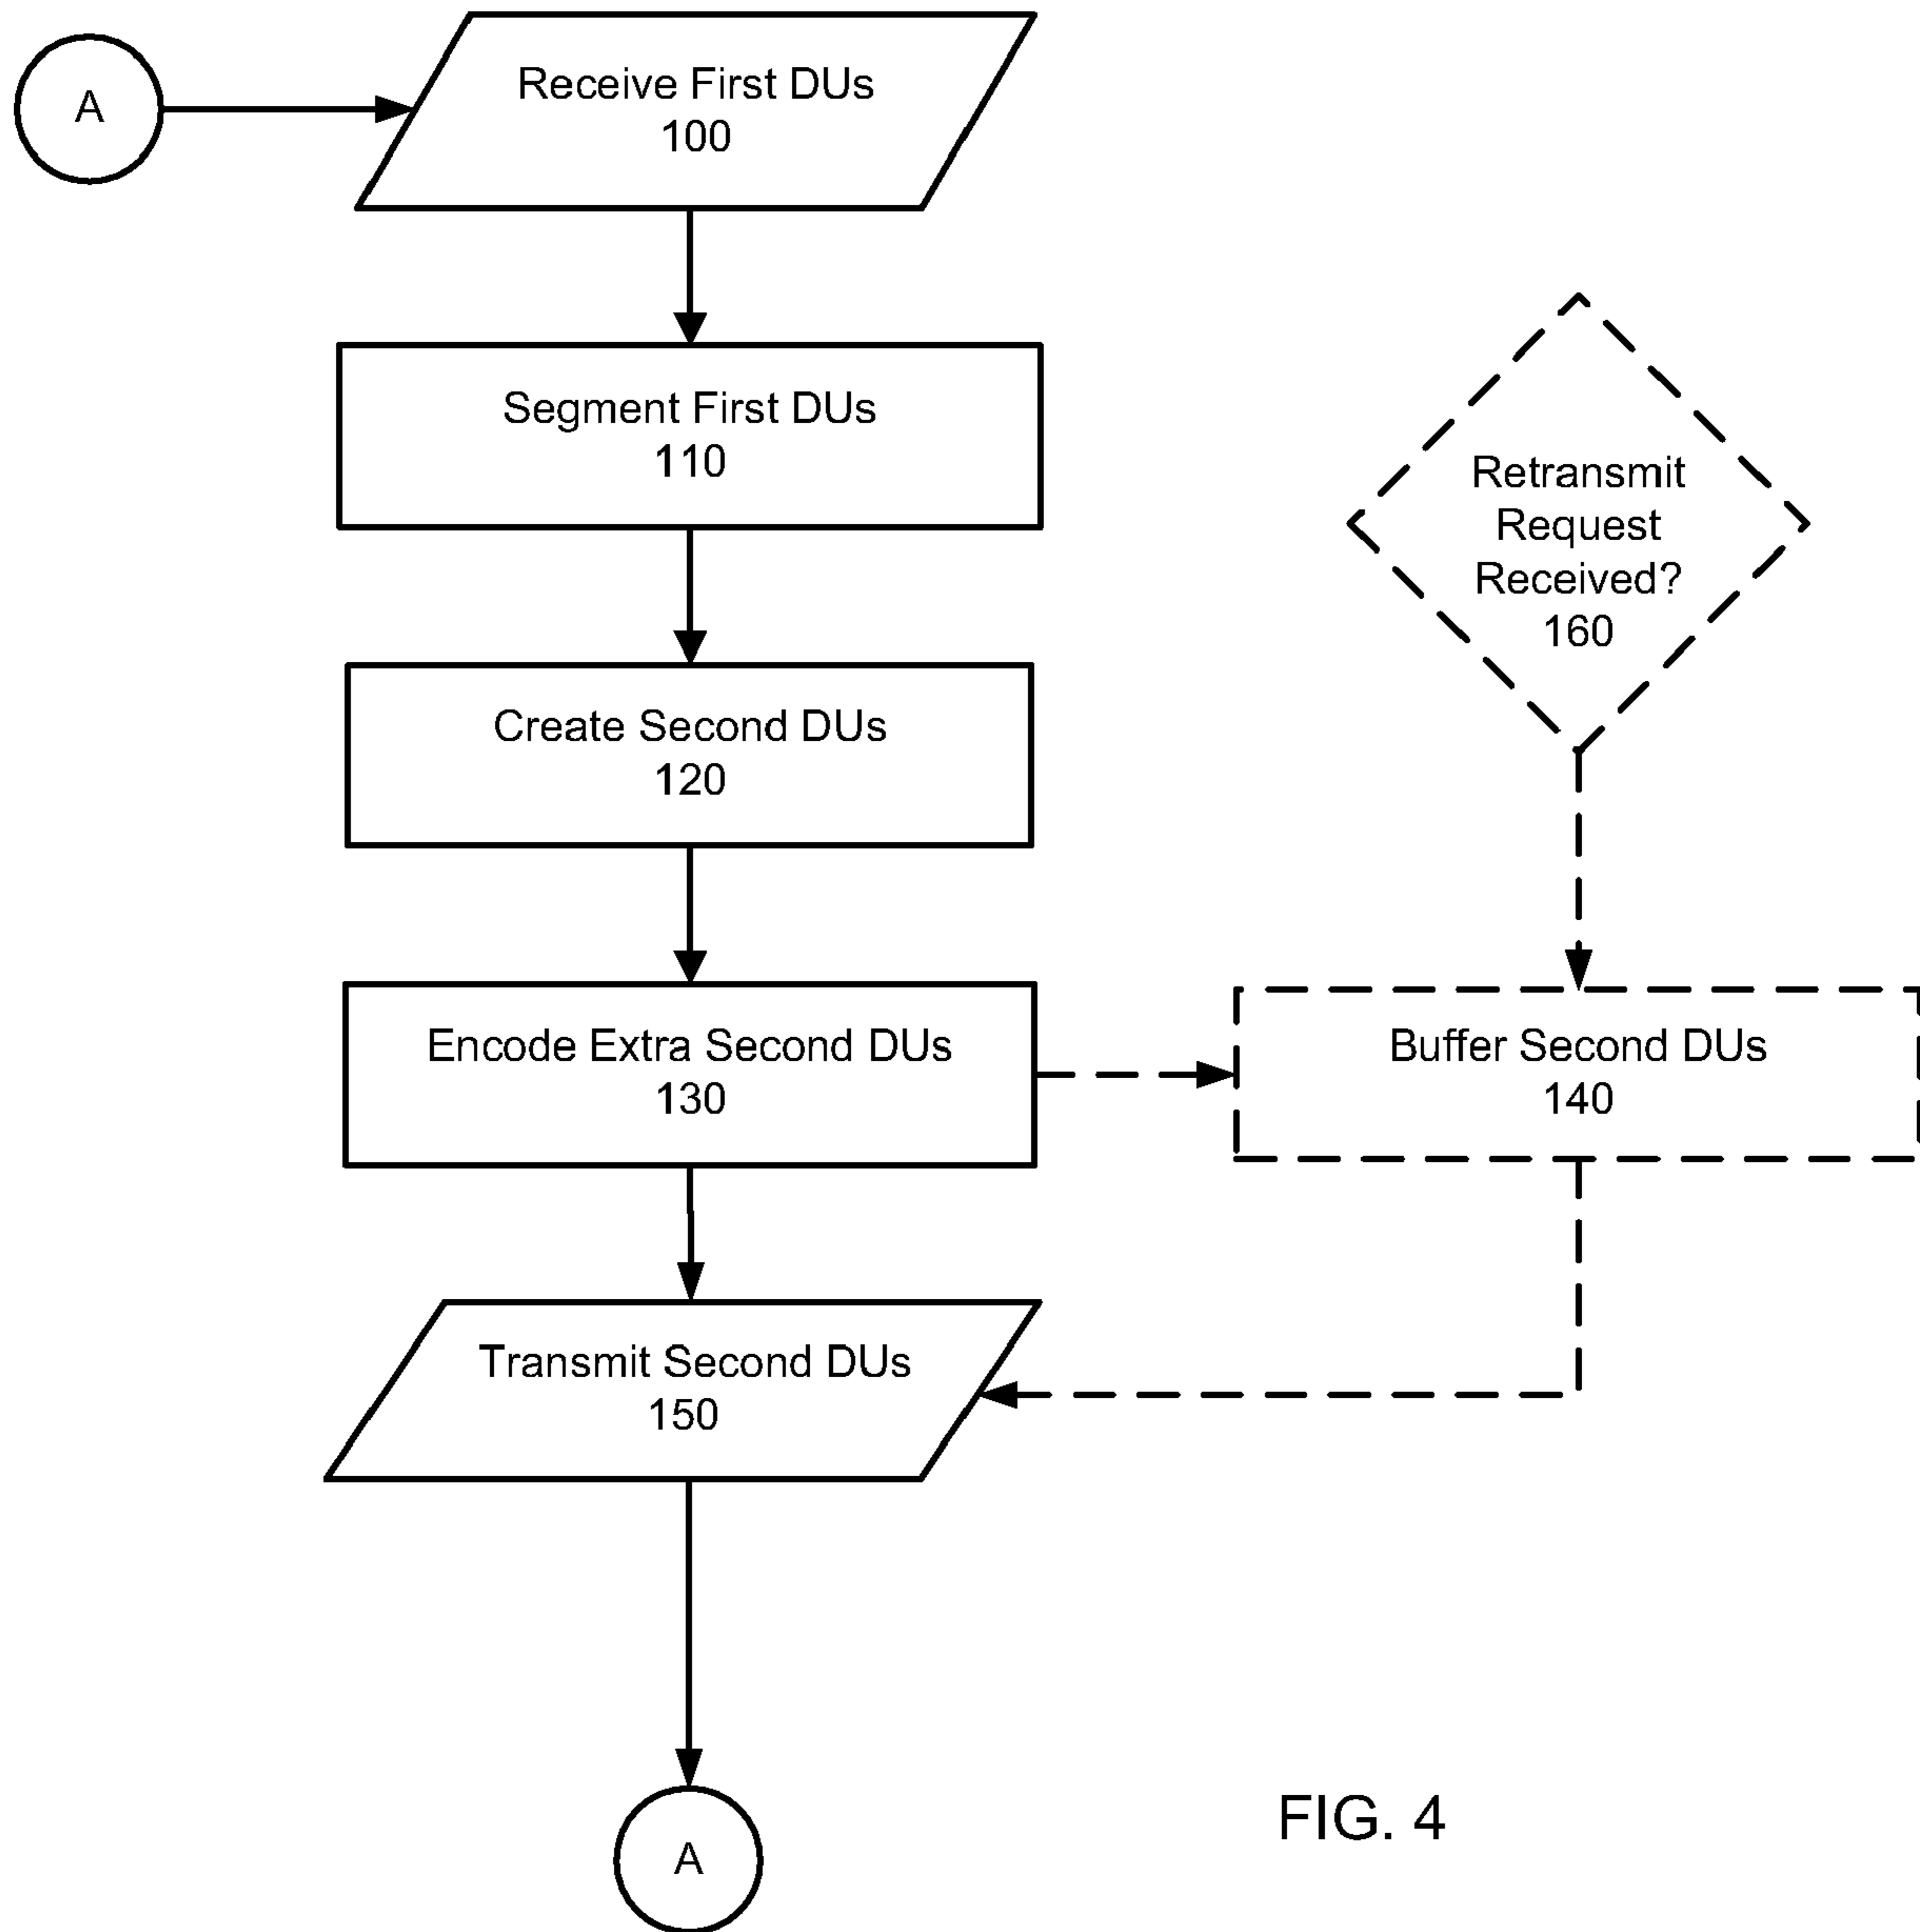 A
Receive First DUs
100
Segment First DUs
110
Retransmit
Request
Received?
160
Create Second DUs
120
Encode Extra Second DUs
130
Buffer Second DUs
140
Transmit Second DUs
150
A
FIG. 4